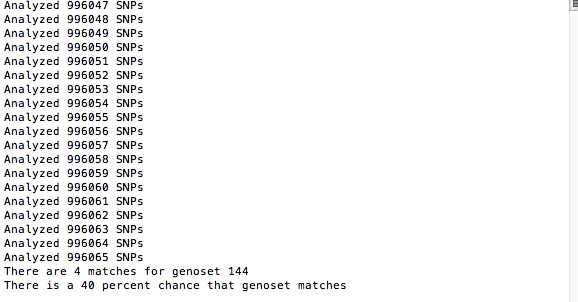 Analyzed 996047 SNPs
Analyzed 996048 SNPs
Analyzed 996049 SNPs
Analyzed 996050 SNPs
Analyzed 996051 SNPs
Analyzed 996052 SNPs
Analyzed 996053 SNPs
Analyzed 996054 SNPs
Analyzed 996055 SNPs
Analyzed 996056 SNPs
Analyzed 996057 SNPs
Analyzed 996058 SNPs
Analyzed 996059 SNPs
Analyzed 996060 SNPs
Analyzed 996061 SNPs
Analyzed 996062 SNPs
Analyzed 996063 SNPs
Analyzed 996064 SNPs
Analyzed 996065 SNPs
There are 4 matches for genoset 144
There is a 40 percent chance that genoset matches